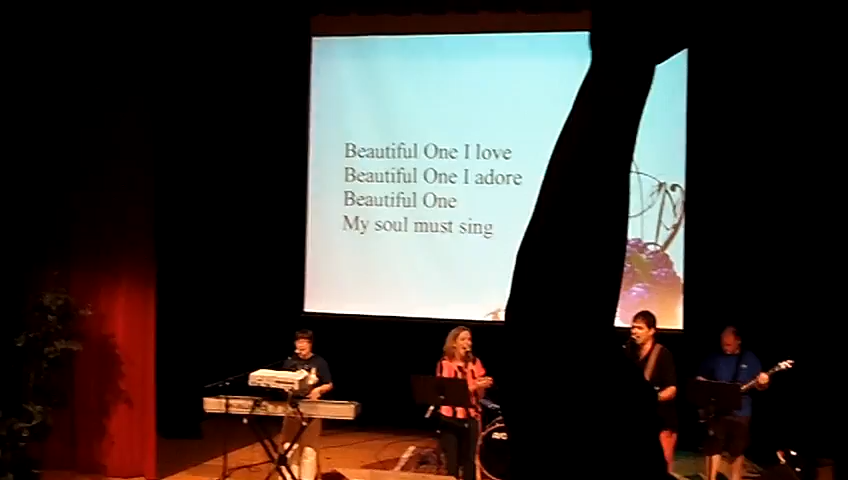 Beautiful One I love
Beautiful One I adore
Beautiful One
My soul must sing